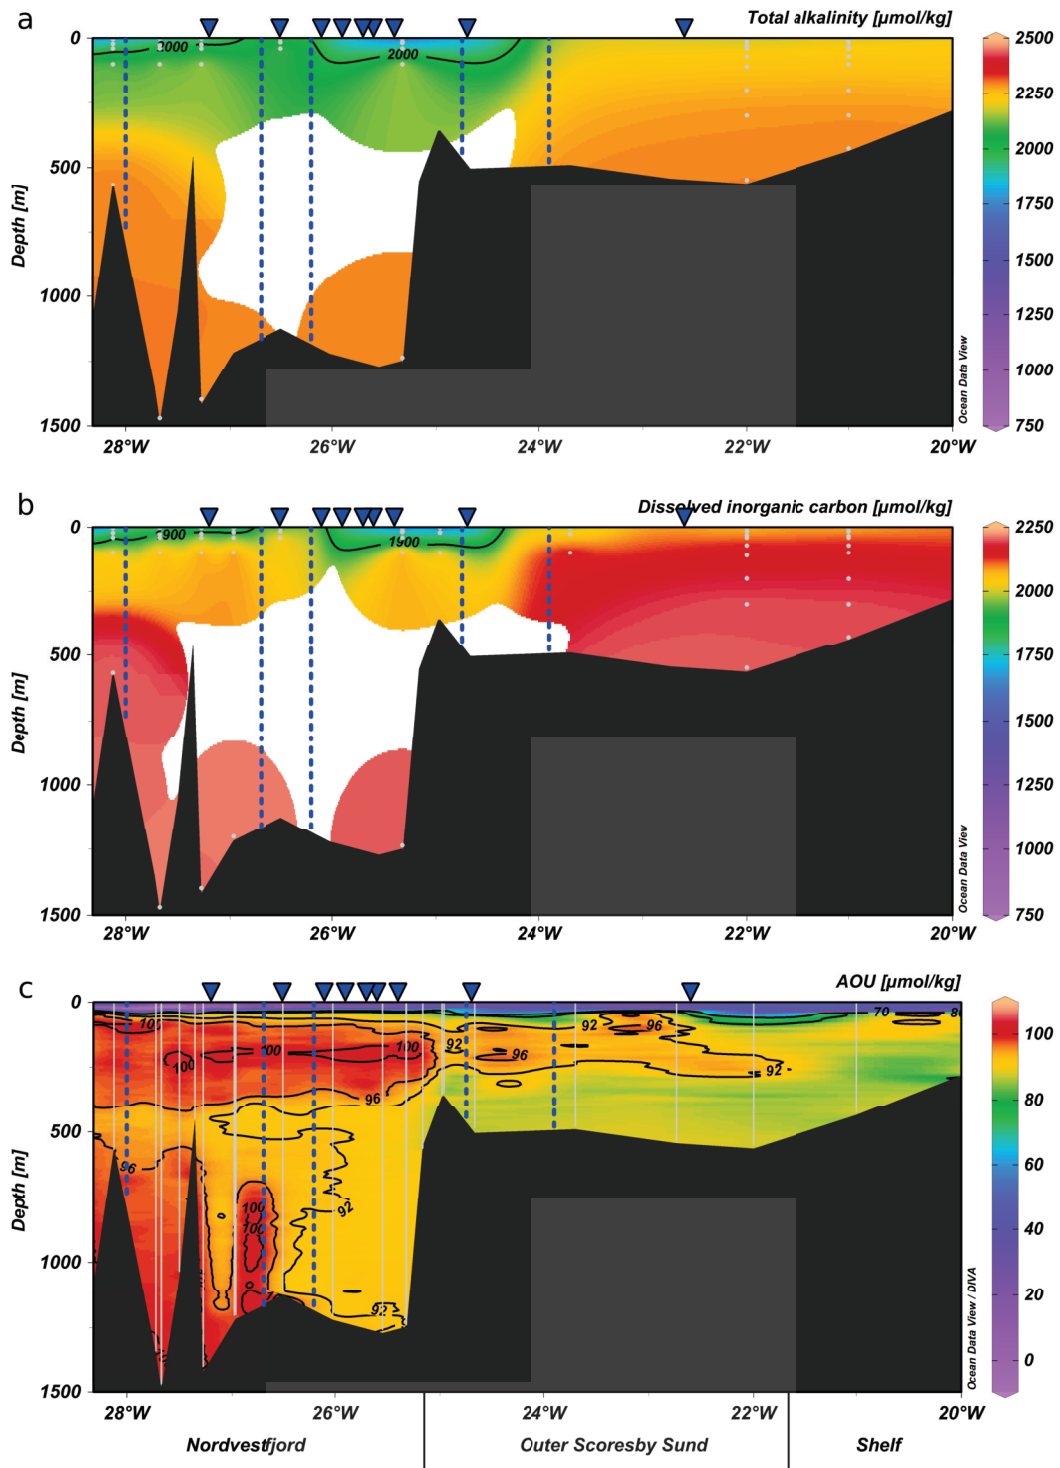 a
Total alkalinity [µmol/kg]
0
500
1000
1500
Depth [m]
2000
2000
28°W
26°W
24°W
22°W
20°W
Ocean Data View
2500
2250
2000
1750
1500
1250
1000
750
b
Dissolved inorganic carbon [µmol/kg]
0
500
1000
1500
Depth [m]
1900
1900
28°W
26°W
24°W
22°W
20°W
Ocean Data View
2250
2000
1750
1500
1250
1000
750
c
AOU [µmol/kg]
0
500
1000
1500
Depth [m]
100
100
100
100
96
96
92
92
96
92
96
92
70
100
100
92
92
28°W
26°W
24°W
22°W
20°W
Ocean Data View / DIVA
100
80
60
40
20
0
Nordvestfjord
Outer Scoresby Sund
Shelf